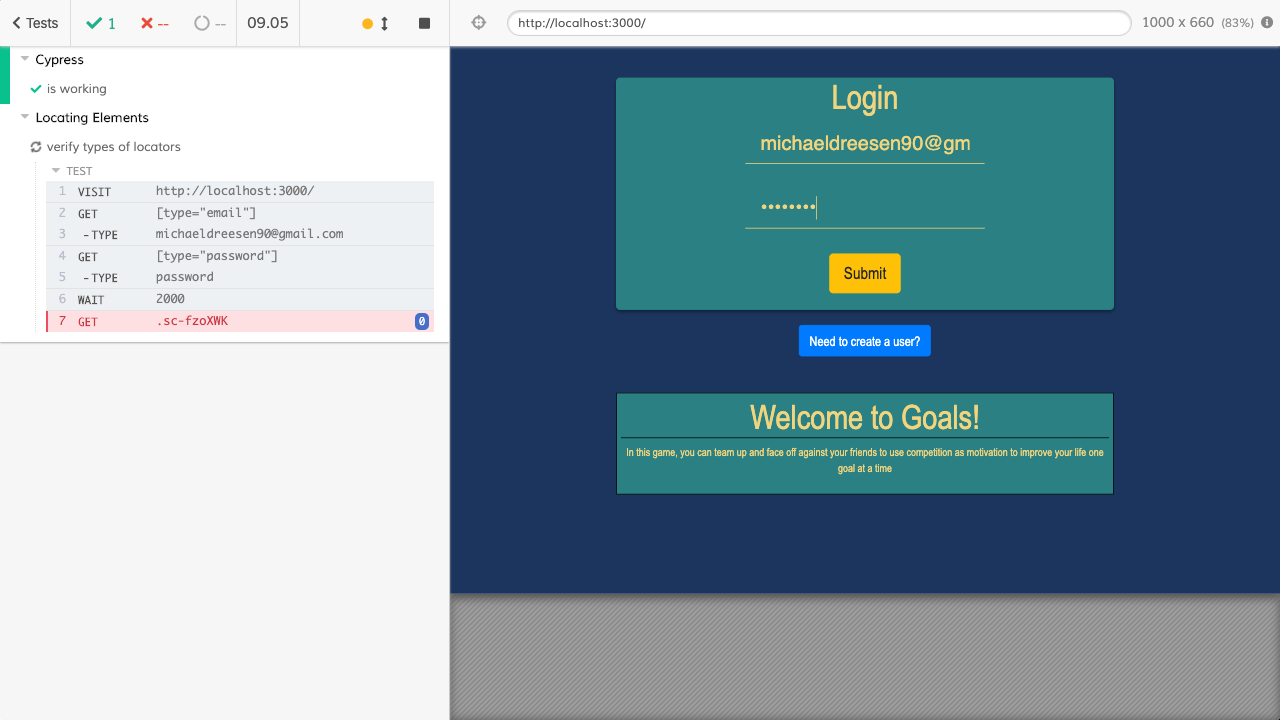 Tests 1 -- -- 09.05
Cypress
is working
Locating Elements
verify types of locators
TEST
1 VISIT http://localhost:3000/
2 GET [type="email"]
3 -TYPE michaeldreesen90@gmail.com
4 GET [type="password"]
5 -TYPE password
6 WAIT 2000
7 GET .sc-fzoXWK 0
http://localhost:3000/ 1000 x 660 (83%)
Login
michaeldreesen90@gm
••••••••
Submit
Need to create a user?
Welcome to Goals!
In this game, you can team up and face off against your friends to use competition as motivation to improve your life one
goal at a time